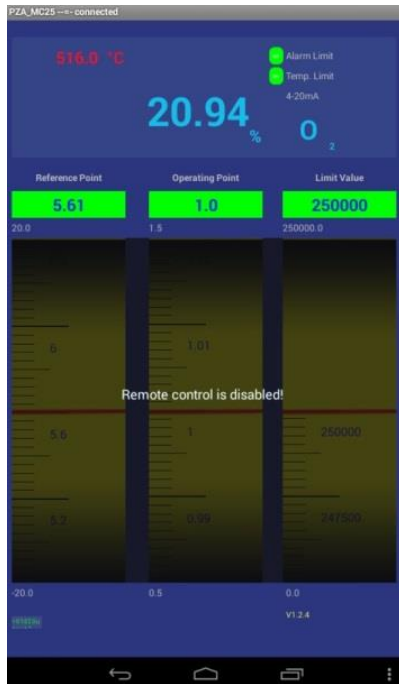 PZA_MC25 --=- connected
516.0 °C
Alarm Limit
Temp. Limit
4-20mA
20.94 %
O 2
Reference Point Operating Point Limit Value
5.61 1.0 250000
20.0 1.5 250000.0
6 1.01
Remote control is disabled!
5.6 1 250000
5.2 0.99 247500
-20.0 0.5 0.0
V1.2.4